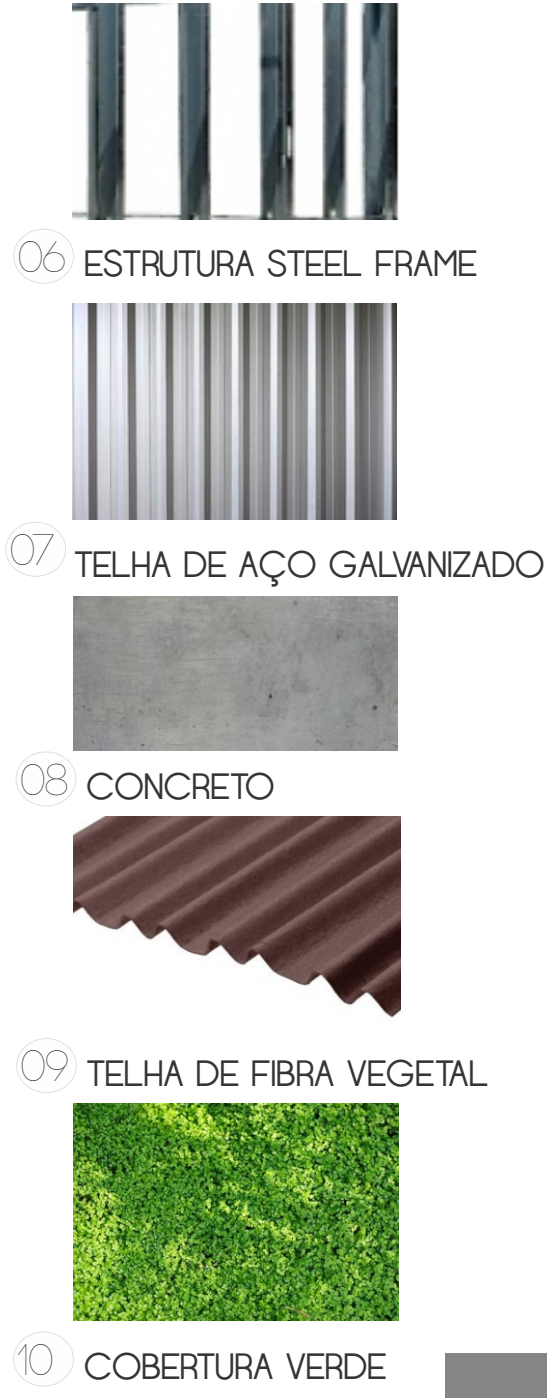 06 ESTRUTURA STEEL FRAME
07 TELHA DE AÇO GALVANIZADO
08 CONCRETO
09 TELHA DE FIBRA VEGETAL
10 COBERTURA VERDE